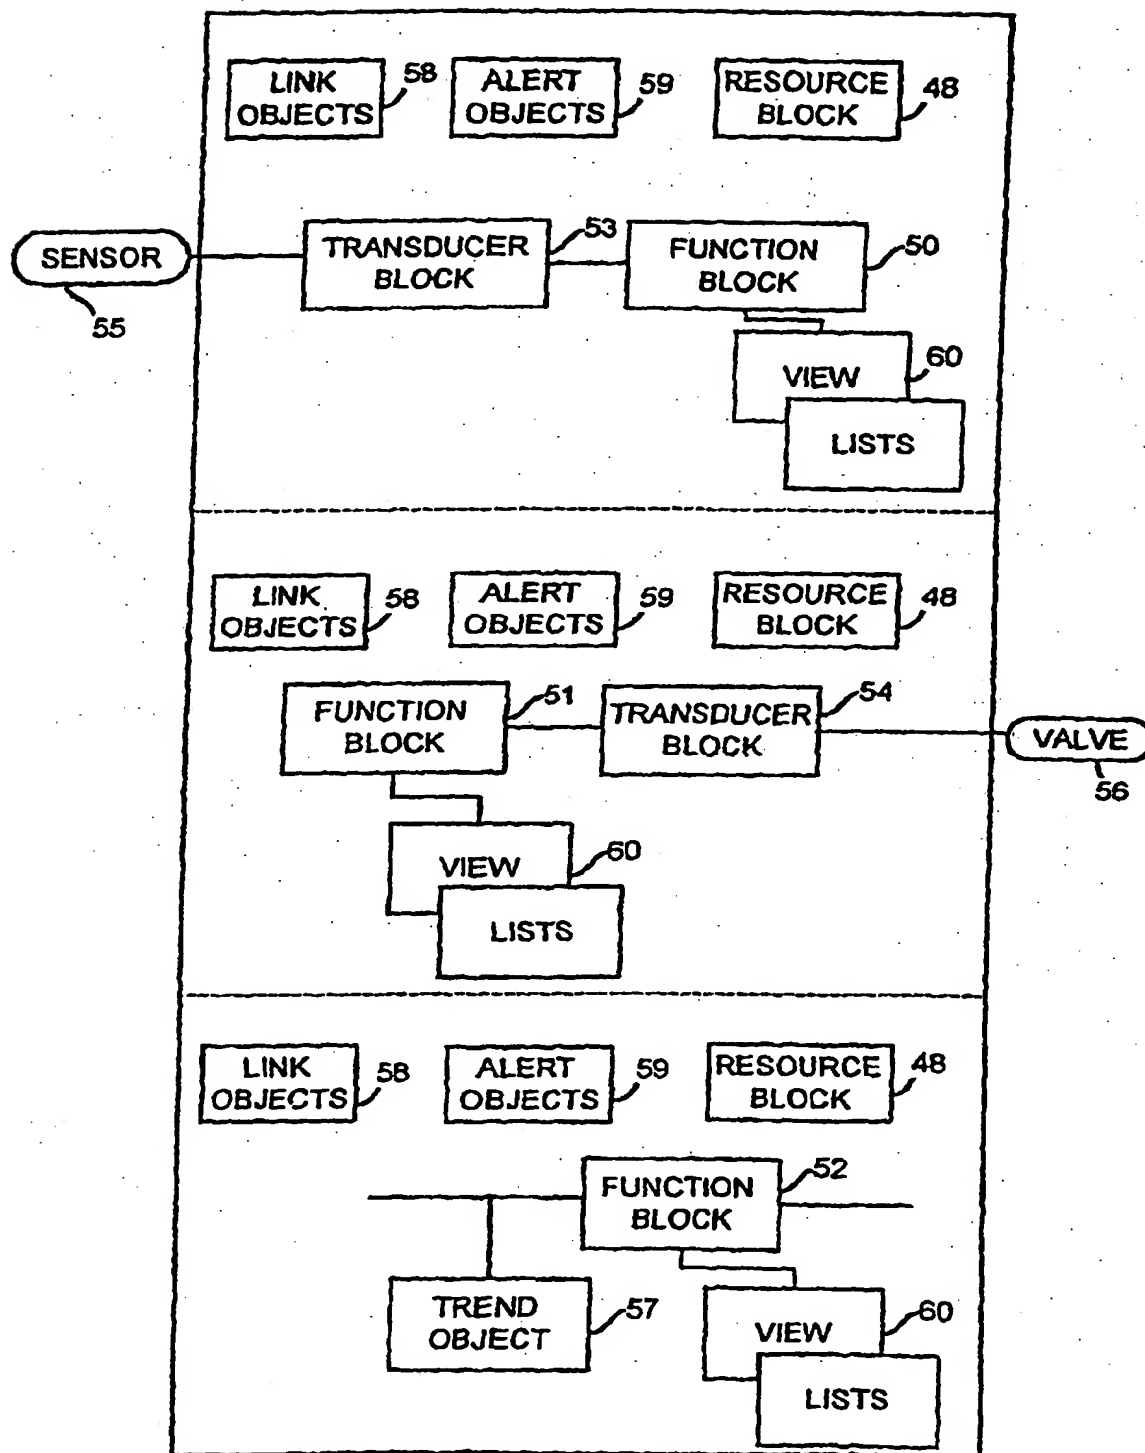 LINK
OBJECTS
58
ALERT
OBJECTS
59
RESOURCE
BLOCK
48
SENSOR
55
TRANSDUCER
BLOCK
53
FUNCTION
BLOCK
50
VIEW
60
LISTS
LINK
OBJECTS
58
ALERT
OBJECTS
59
RESOURCE
BLOCK
48
FUNCTION
BLOCK
51
TRANSDUCER
BLOCK
54
VALVE
56
VIEW
60
LISTS
LINK
OBJECTS
58
ALERT
OBJECTS
59
RESOURCE
BLOCK
48
FUNCTION
BLOCK
52
TREND
OBJECT
57
VIEW
60
LISTS